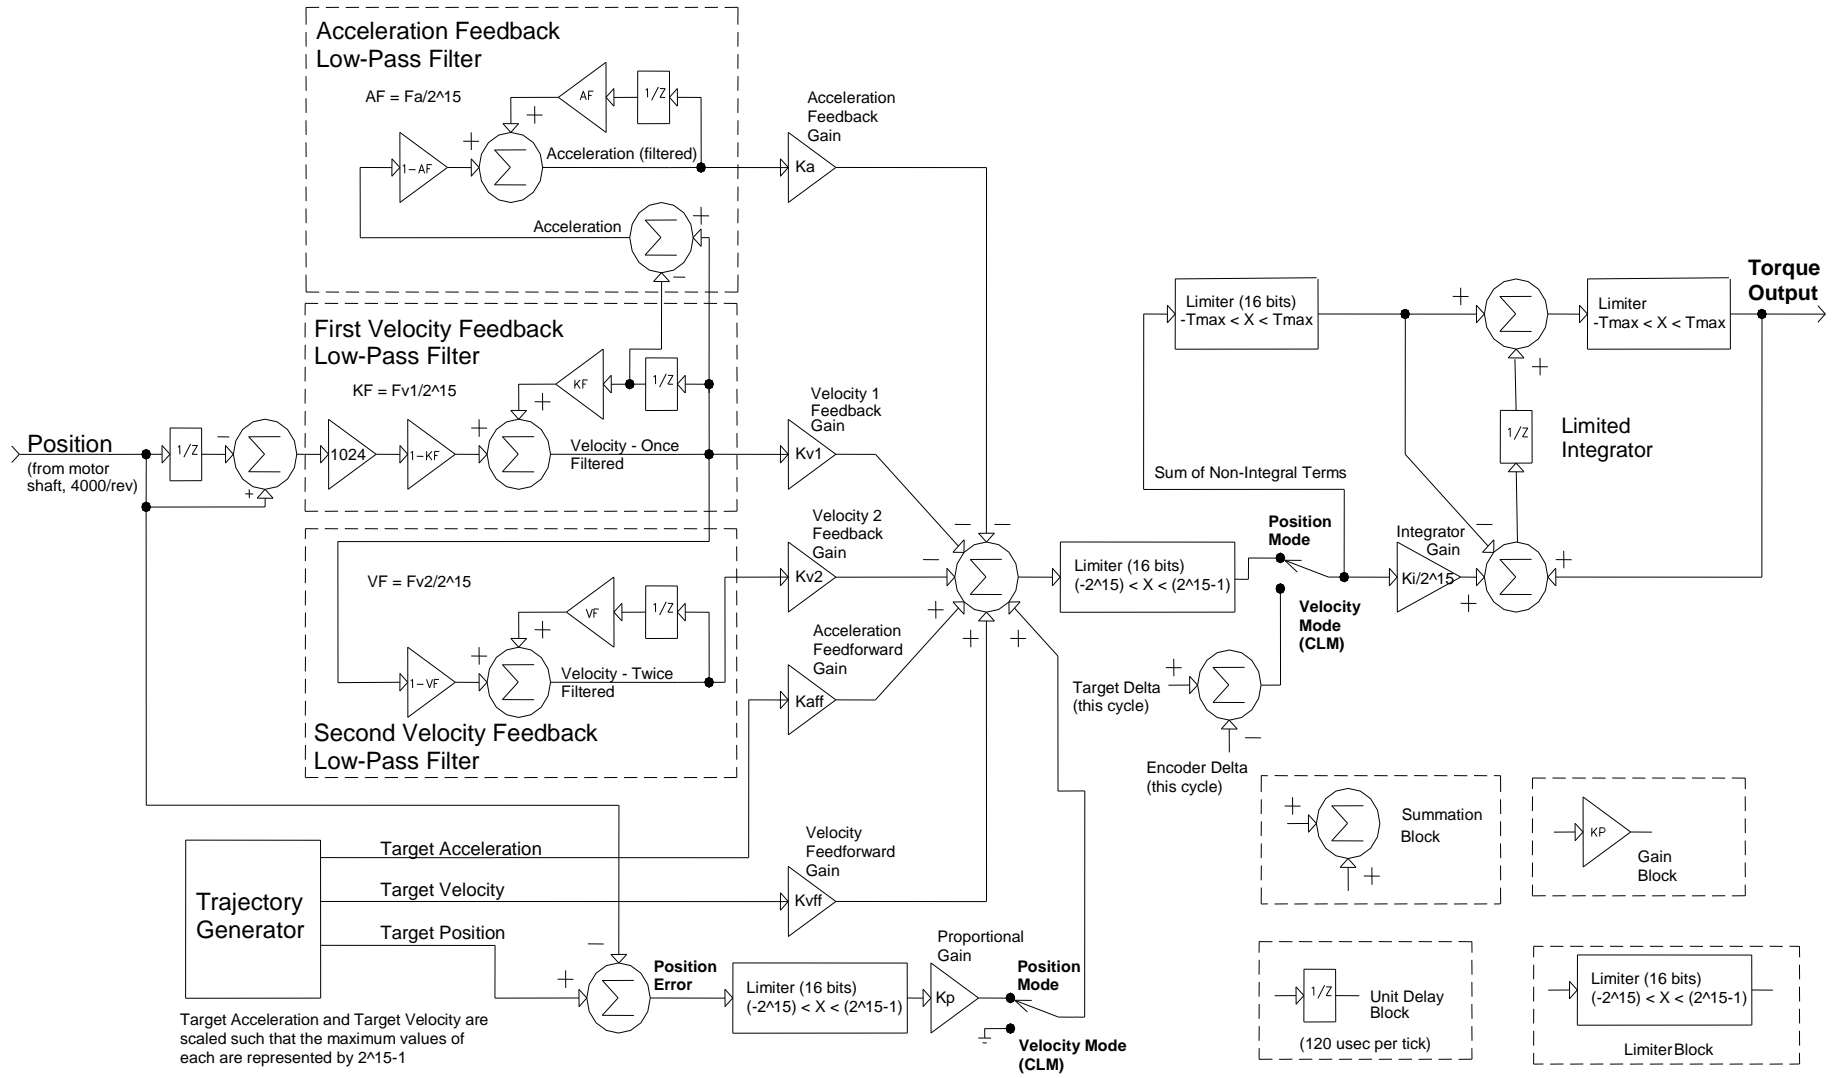 Acceleration Feedback
Low-Pass Filter
AF = Fa/2^15
AF
1/Z
+
+
1-AF
Σ
Acceleration (filtered)
Acceleration
Feedback
Gain
Ka
Acceleration
Σ
+
−
First Velocity Feedback
Low-Pass Filter
KF = Fv1/2^15
KF
1/Z
+
+
Position
(from motor
shaft, 4000/rev)
1/Z
−
+
Σ
1024
1-KF
Σ
Velocity - Once
Filtered
Velocity 1
Feedback
Gain
Kv1
VF = Fv2/2^15
VF
1/Z
+
+
1-VF
Σ
Velocity - Twice
Filtered
Second Velocity Feedback
Low-Pass Filter
Velocity 2
Feedback
Gain
Kv2
Acceleration
Feedforward
Gain
Kaff
−
−
−
+
+
+
Σ
Limiter (16 bits)
(-2^15) < X < (2^15-1)
Position
Mode
Velocity
Mode
(CLM)
Sum of Non-Integral Terms
Limiter (16 bits)
-Tmax < X < Tmax
+
Σ
+
Limiter
-Tmax < X < Tmax
Torque
Output
1/Z
Limited
Integrator
Integrator
Gain
Ki/2^15
−
+
+
Σ
Target Delta
(this cycle)
+
Σ
−
Encoder Delta
(this cycle)
Trajectory
Generator
Target Acceleration
Target Velocity
Target Position
Velocity
Feedforward
Gain
Kvff
−
+
Σ
Position
Error
Limiter (16 bits)
(-2^15) < X < (2^15-1)
Proportional
Gain
Kp
Position
Mode
Velocity Mode
(CLM)
Target Acceleration and Target Velocity are
scaled such that the maximum values of
each are represented by 2^15-1
+
Σ
+
Summation
Block
KP
Gain
Block
1/Z
Unit Delay
Block
(120 usec per tick)
Limiter (16 bits)
(-2^15) < X < (2^15-1)
Limiter Block